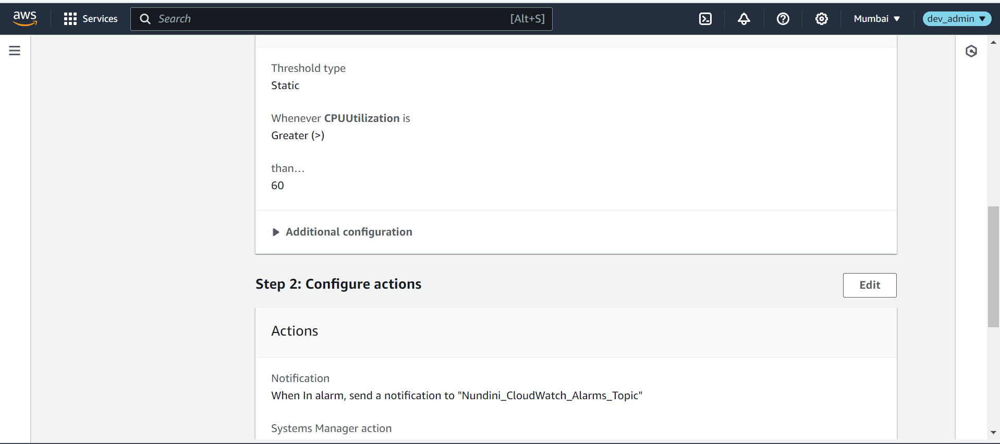 aws
Services
Search
[Alt+S]
Mumbai
dev_admin
Threshold type
Static
Whenever CPUUtilization is
Greater (>)
than…
60
Additional configuration
Step 2: Configure actions
Edit
Actions
Notification
When In alarm, send a notification to "Nundini_CloudWatch_Alarms_Topic"
Systems Manager action